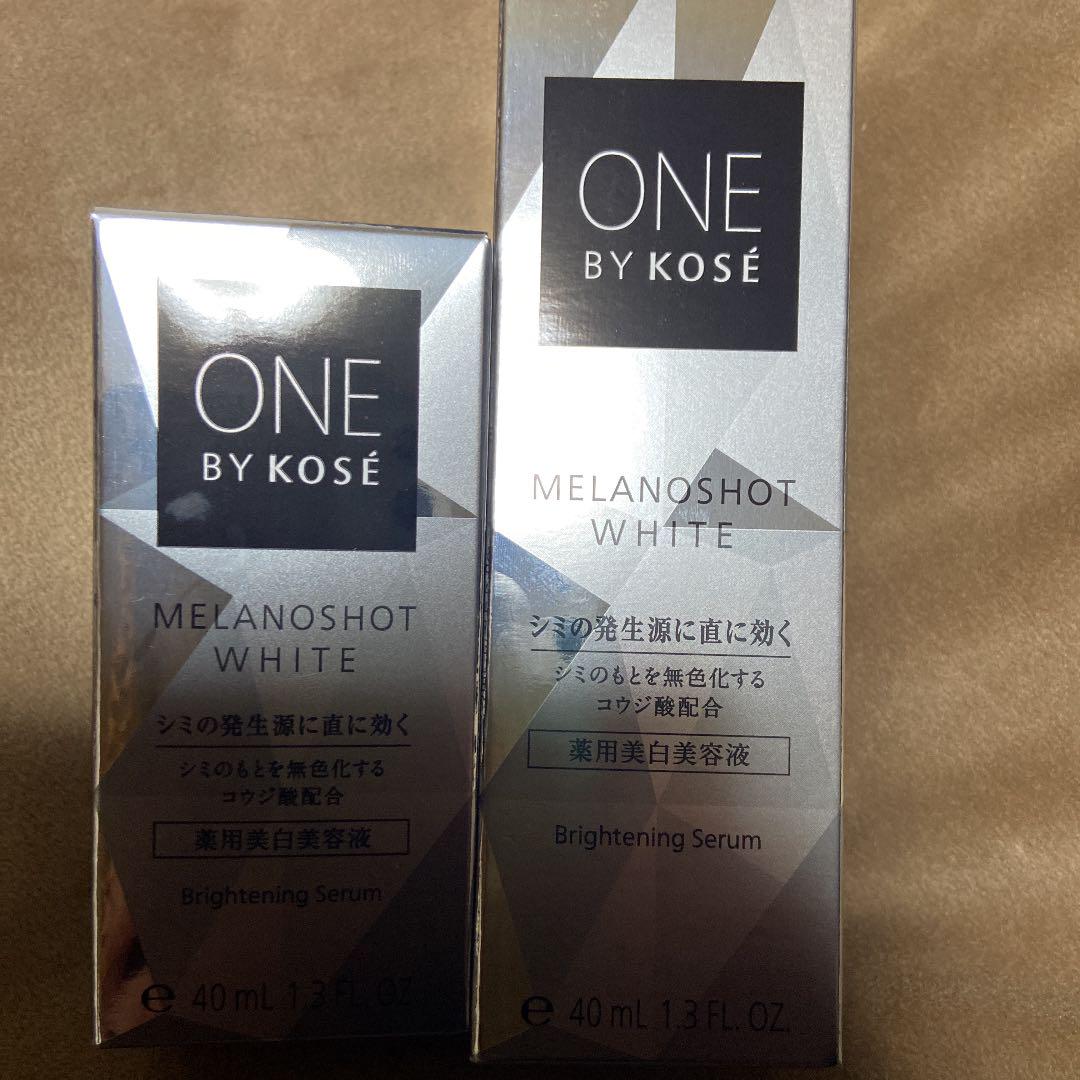 ONE
BY KOSÉ
MELANOSHOT
WHITE
シミの発生源に直に効く
シミのもとを無色化する
コウジ酸配合
薬用美白美容液
Brightening Serum
e 40 mL 1.3 FL. OZ.
ONE
BY KOSÉ
MELANOSHOT
WHITE
シミの発生源に直に効く
シミのもとを無色化する
コウジ酸配合
薬用美白美容液
Brightening Serum
e 40 mL 1.3 FL. OZ.